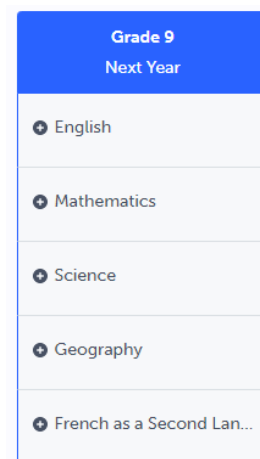 Grade 9
Next Year
English
Mathematics
Science
Geography
French as a Second Lan...